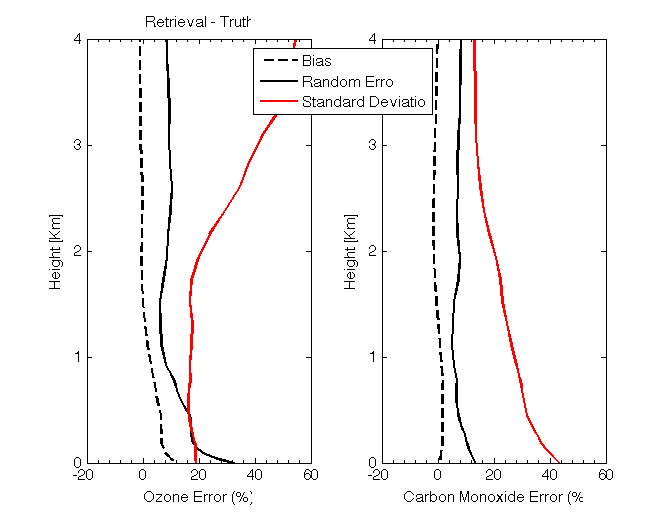 Retrieval - Truth
Bias
Random Erro
Standard Deviatio
4
3
2
1
0
Height [Km]
-20 0 20 40 60
Ozone Error (%)
4
3
2
1
0
Height [Km]
-20 0 20 40 60
Carbon Monoxide Error (%